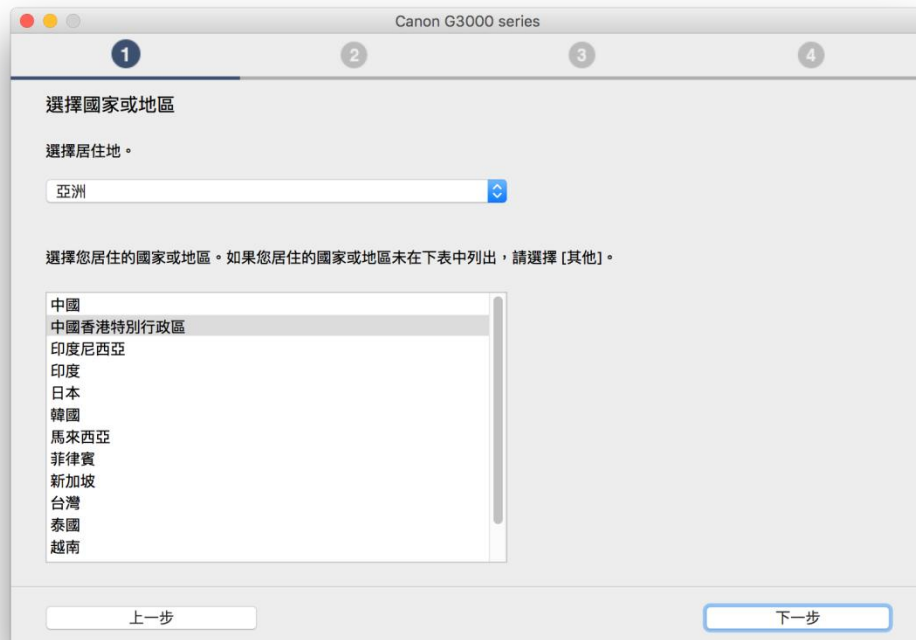 Canon G3000 series
1 2 3 4
選擇國家或地區
選擇居住地。
亞洲
選擇您居住的國家或地區。如果您居住的國家或地區未在下表中列出，請選擇 [其他]。
中國
中國香港特別行政區
印度尼西亞
印度
日本
韓國
馬來西亞
菲律賓
新加坡
台灣
泰國
越南
上一步 下一步